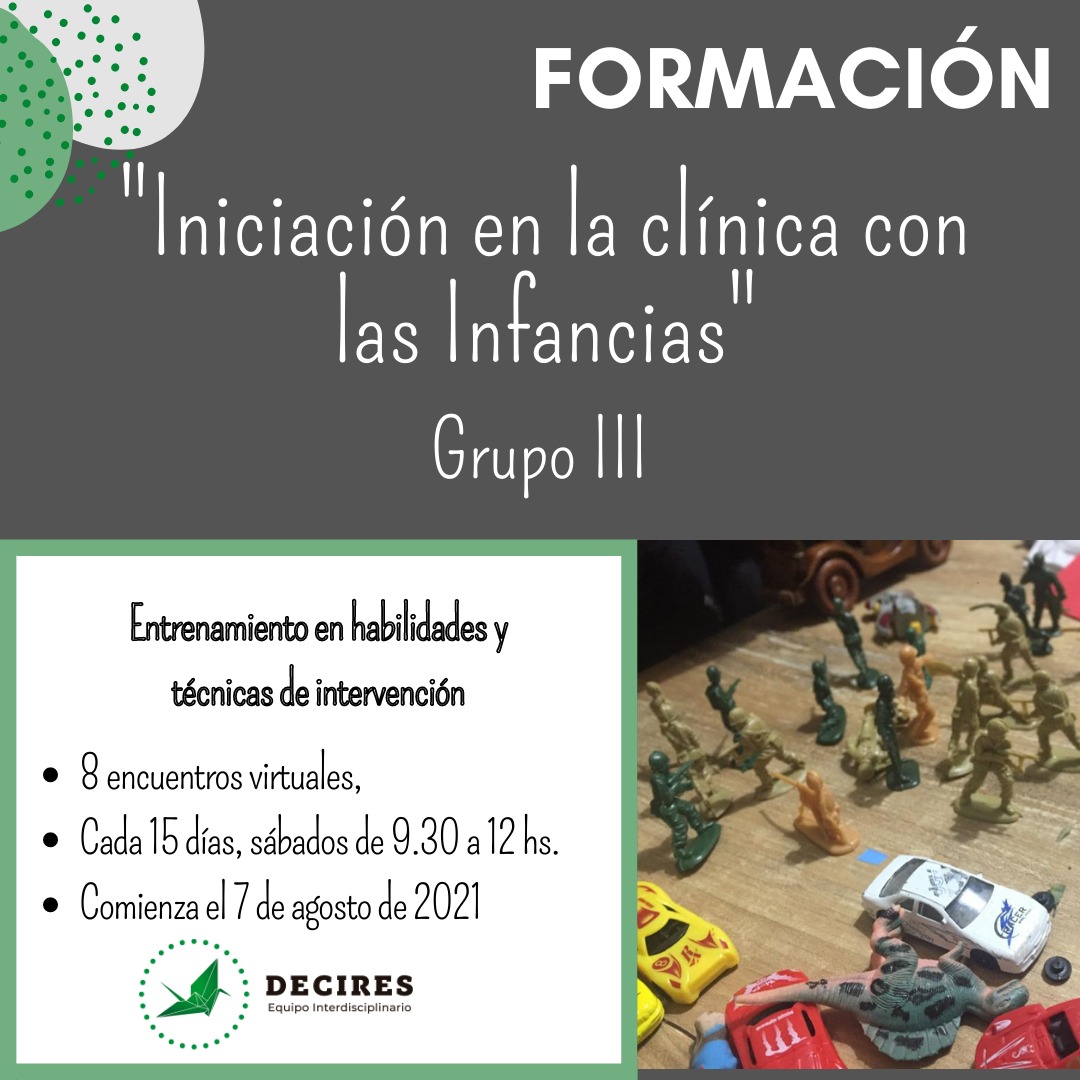 FORMACIÓN
"Iniciación en la clínica con
las Infancias"
Grupo III
Entrenamiento en habilidades y
técnicas de intervención
8 encuentros virtuales,
Cada 15 días, sábados de 9.30 a 12 hs.
Comienza el 7 de agosto de 2021
DECIRES
Equipo Interdisciplinario
RACER